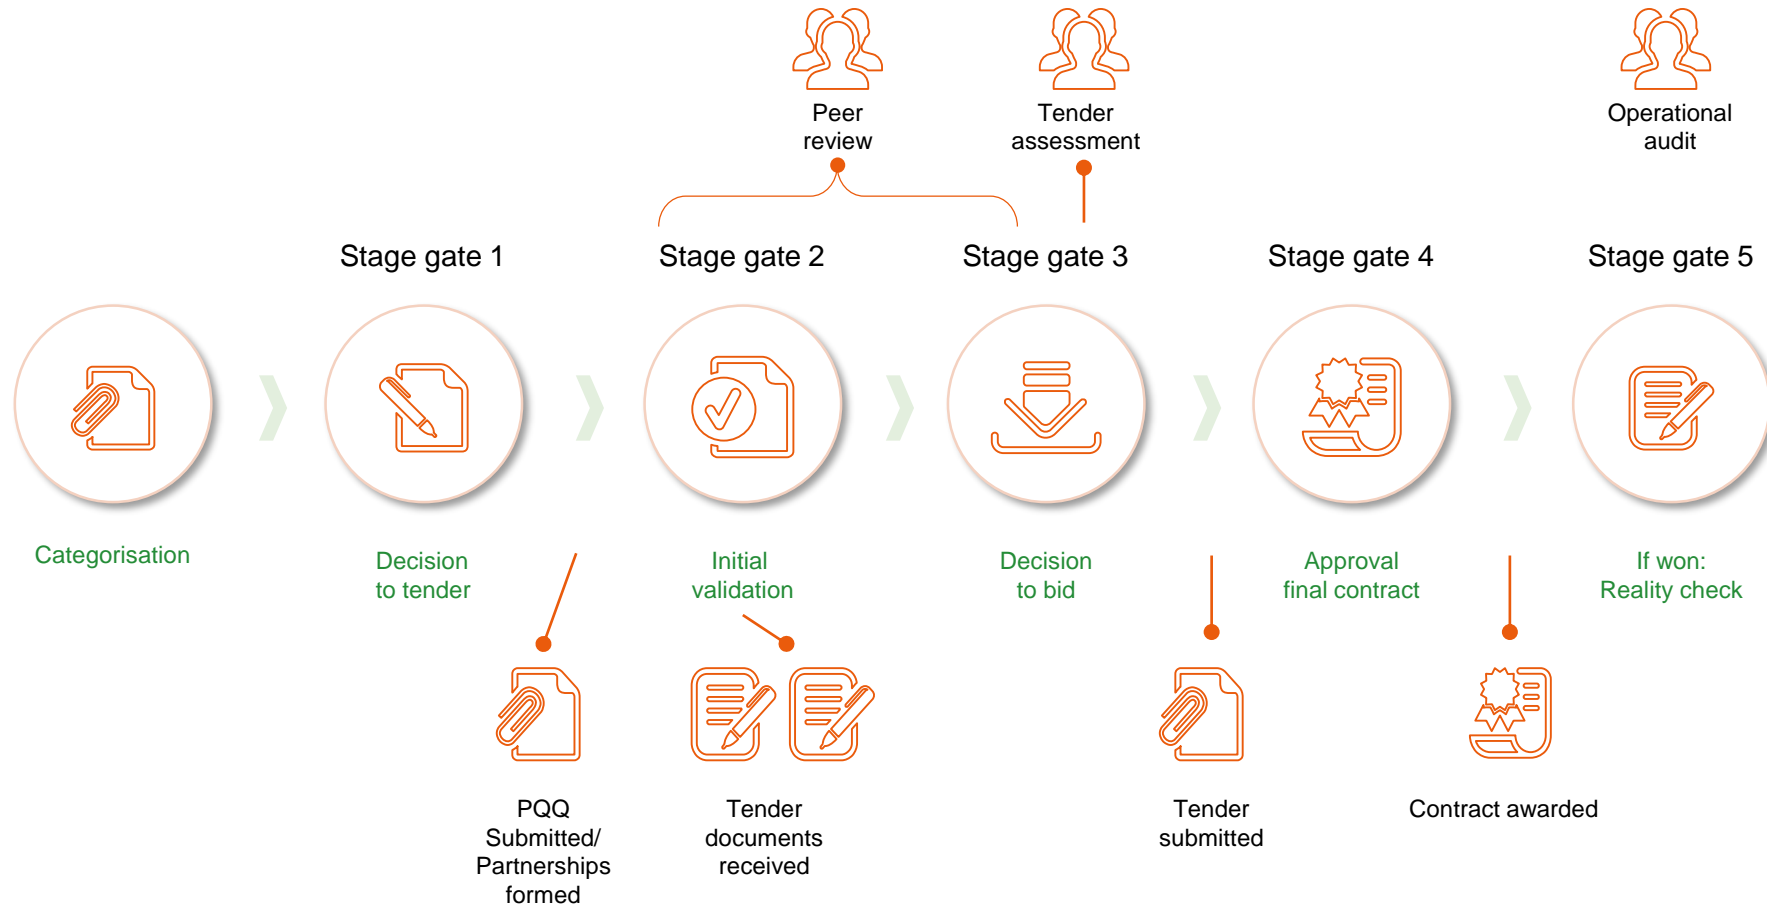 Peer
review
Tender
assessment
Operational
audit
Stage gate 1
Stage gate 2
Stage gate 3
Stage gate 4
Stage gate 5
Categorisation
Decision
to tender
Initial
validation
Decision
to bid
Approval
final contract
If won:
Reality check
PQQ
Submitted/
Partnerships
formed
Tender
documents
received
Tender
submitted
Contract awarded